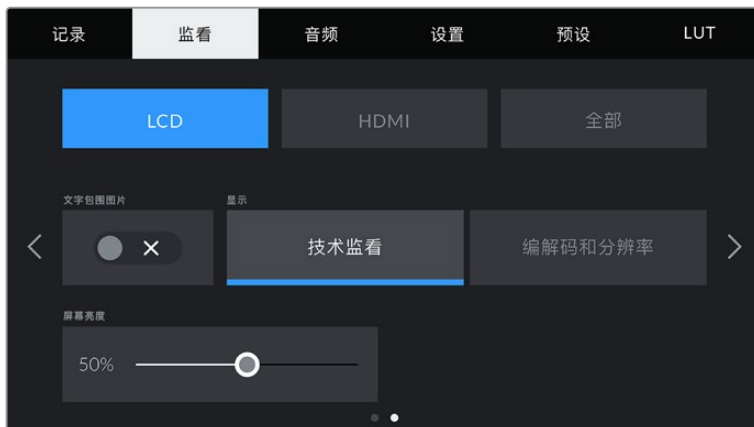 记录 监看 音频 设置 预设 LUT
LCD HDMI 全部
文字包围图片 显示
技术监看 编解码和分辨率
屏幕亮度
50%